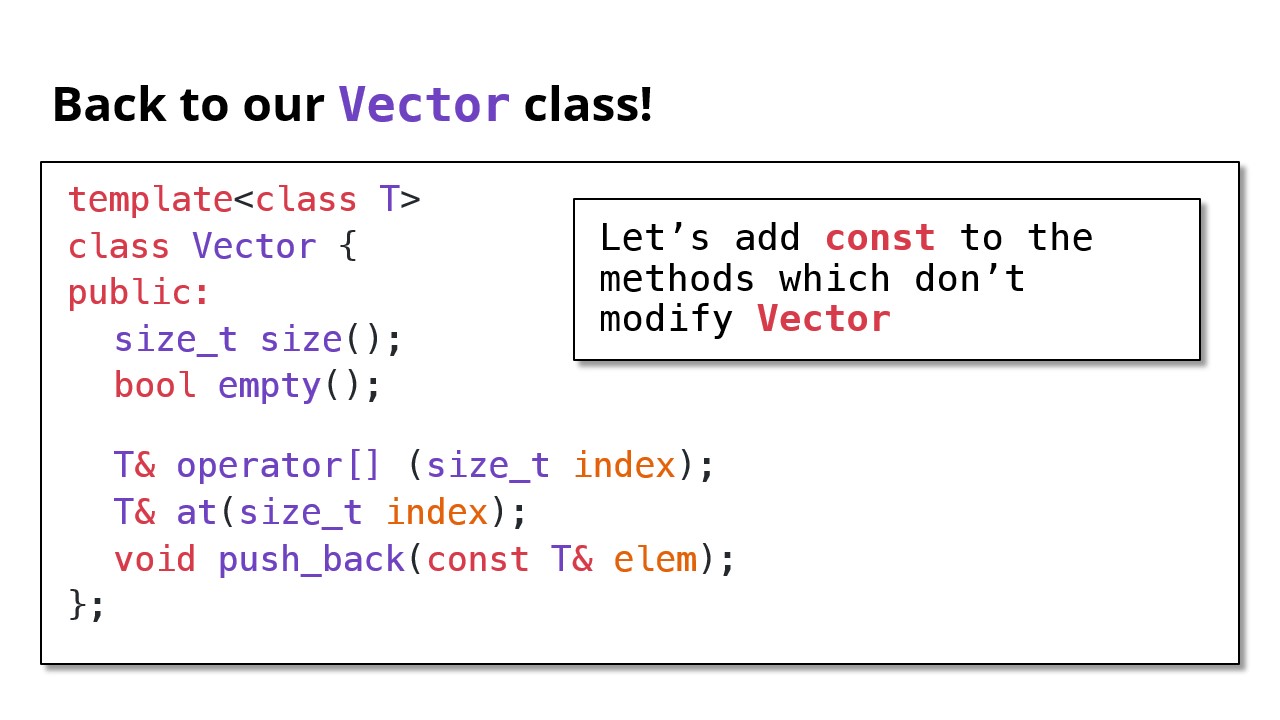 Back to our Vector class!
template<class T>
class Vector {
public:
size_t size();
bool empty();
T& operator[] (size_t index);
T& at(size_t index);
void push_back(const T& elem);
};
Let’s add const to the
methods which don’t
modify Vector